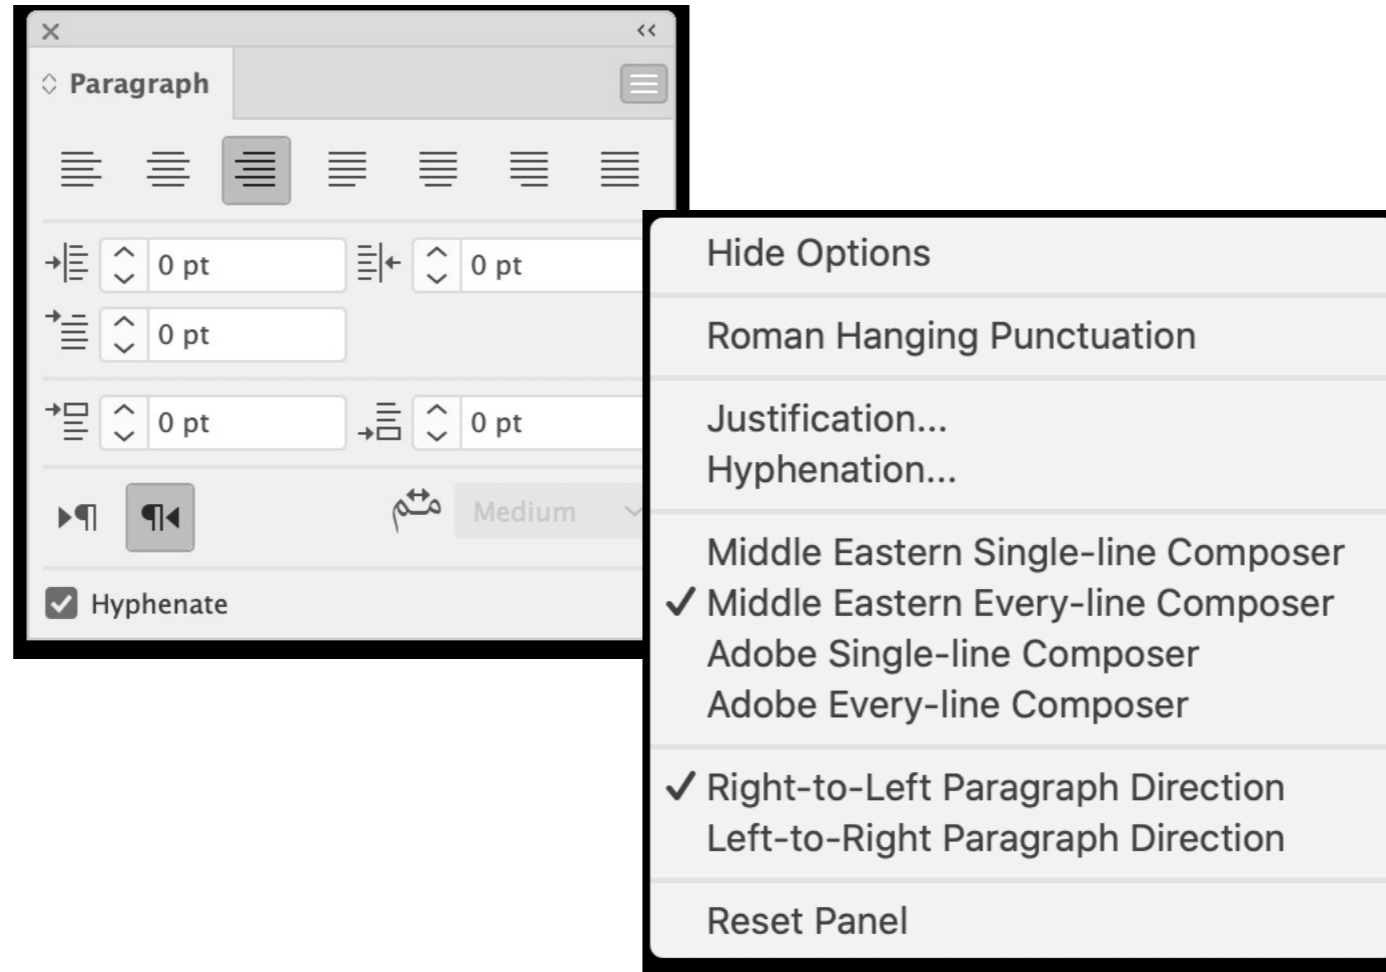 Paragraph
0 pt
0 pt
0 pt
0 pt
0 pt
Medium
Hyphenate
Hide Options
Roman Hanging Punctuation
Justification...
Hyphenation...
Middle Eastern Single-line Composer
Middle Eastern Every-line Composer
Adobe Single-line Composer
Adobe Every-line Composer
Right-to-Left Paragraph Direction
Left-to-Right Paragraph Direction
Reset Panel